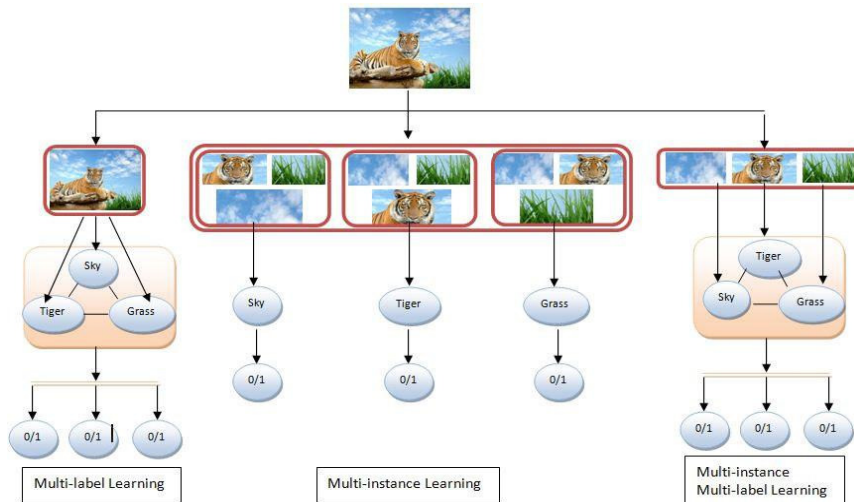 Sky
Tiger
Grass
0/1
0/1
0/1
Multi-label Learning
Sky
Tiger
Grass
0/1
0/1
0/1
Multi-instance Learning
Tiger
Sky
Grass
0/1
0/1
0/1
Multi-instance
Multi-label Learning